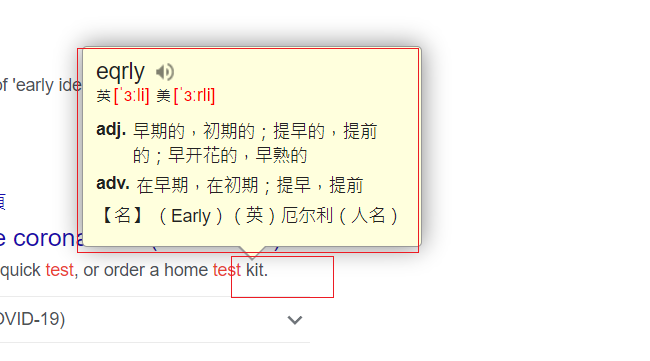 eqrly
of 'early ide
英[ˈɜːli] 美[ˈɜːrli]
adj. 早期的，初期的；提早的，提前
的；早开花的，早熟的
adv. 在早期，在初期；提早，提前
【名】（Early）（英）厄尔利（人名）
e corona
quick test, or order a home test kit.
OVID-19)